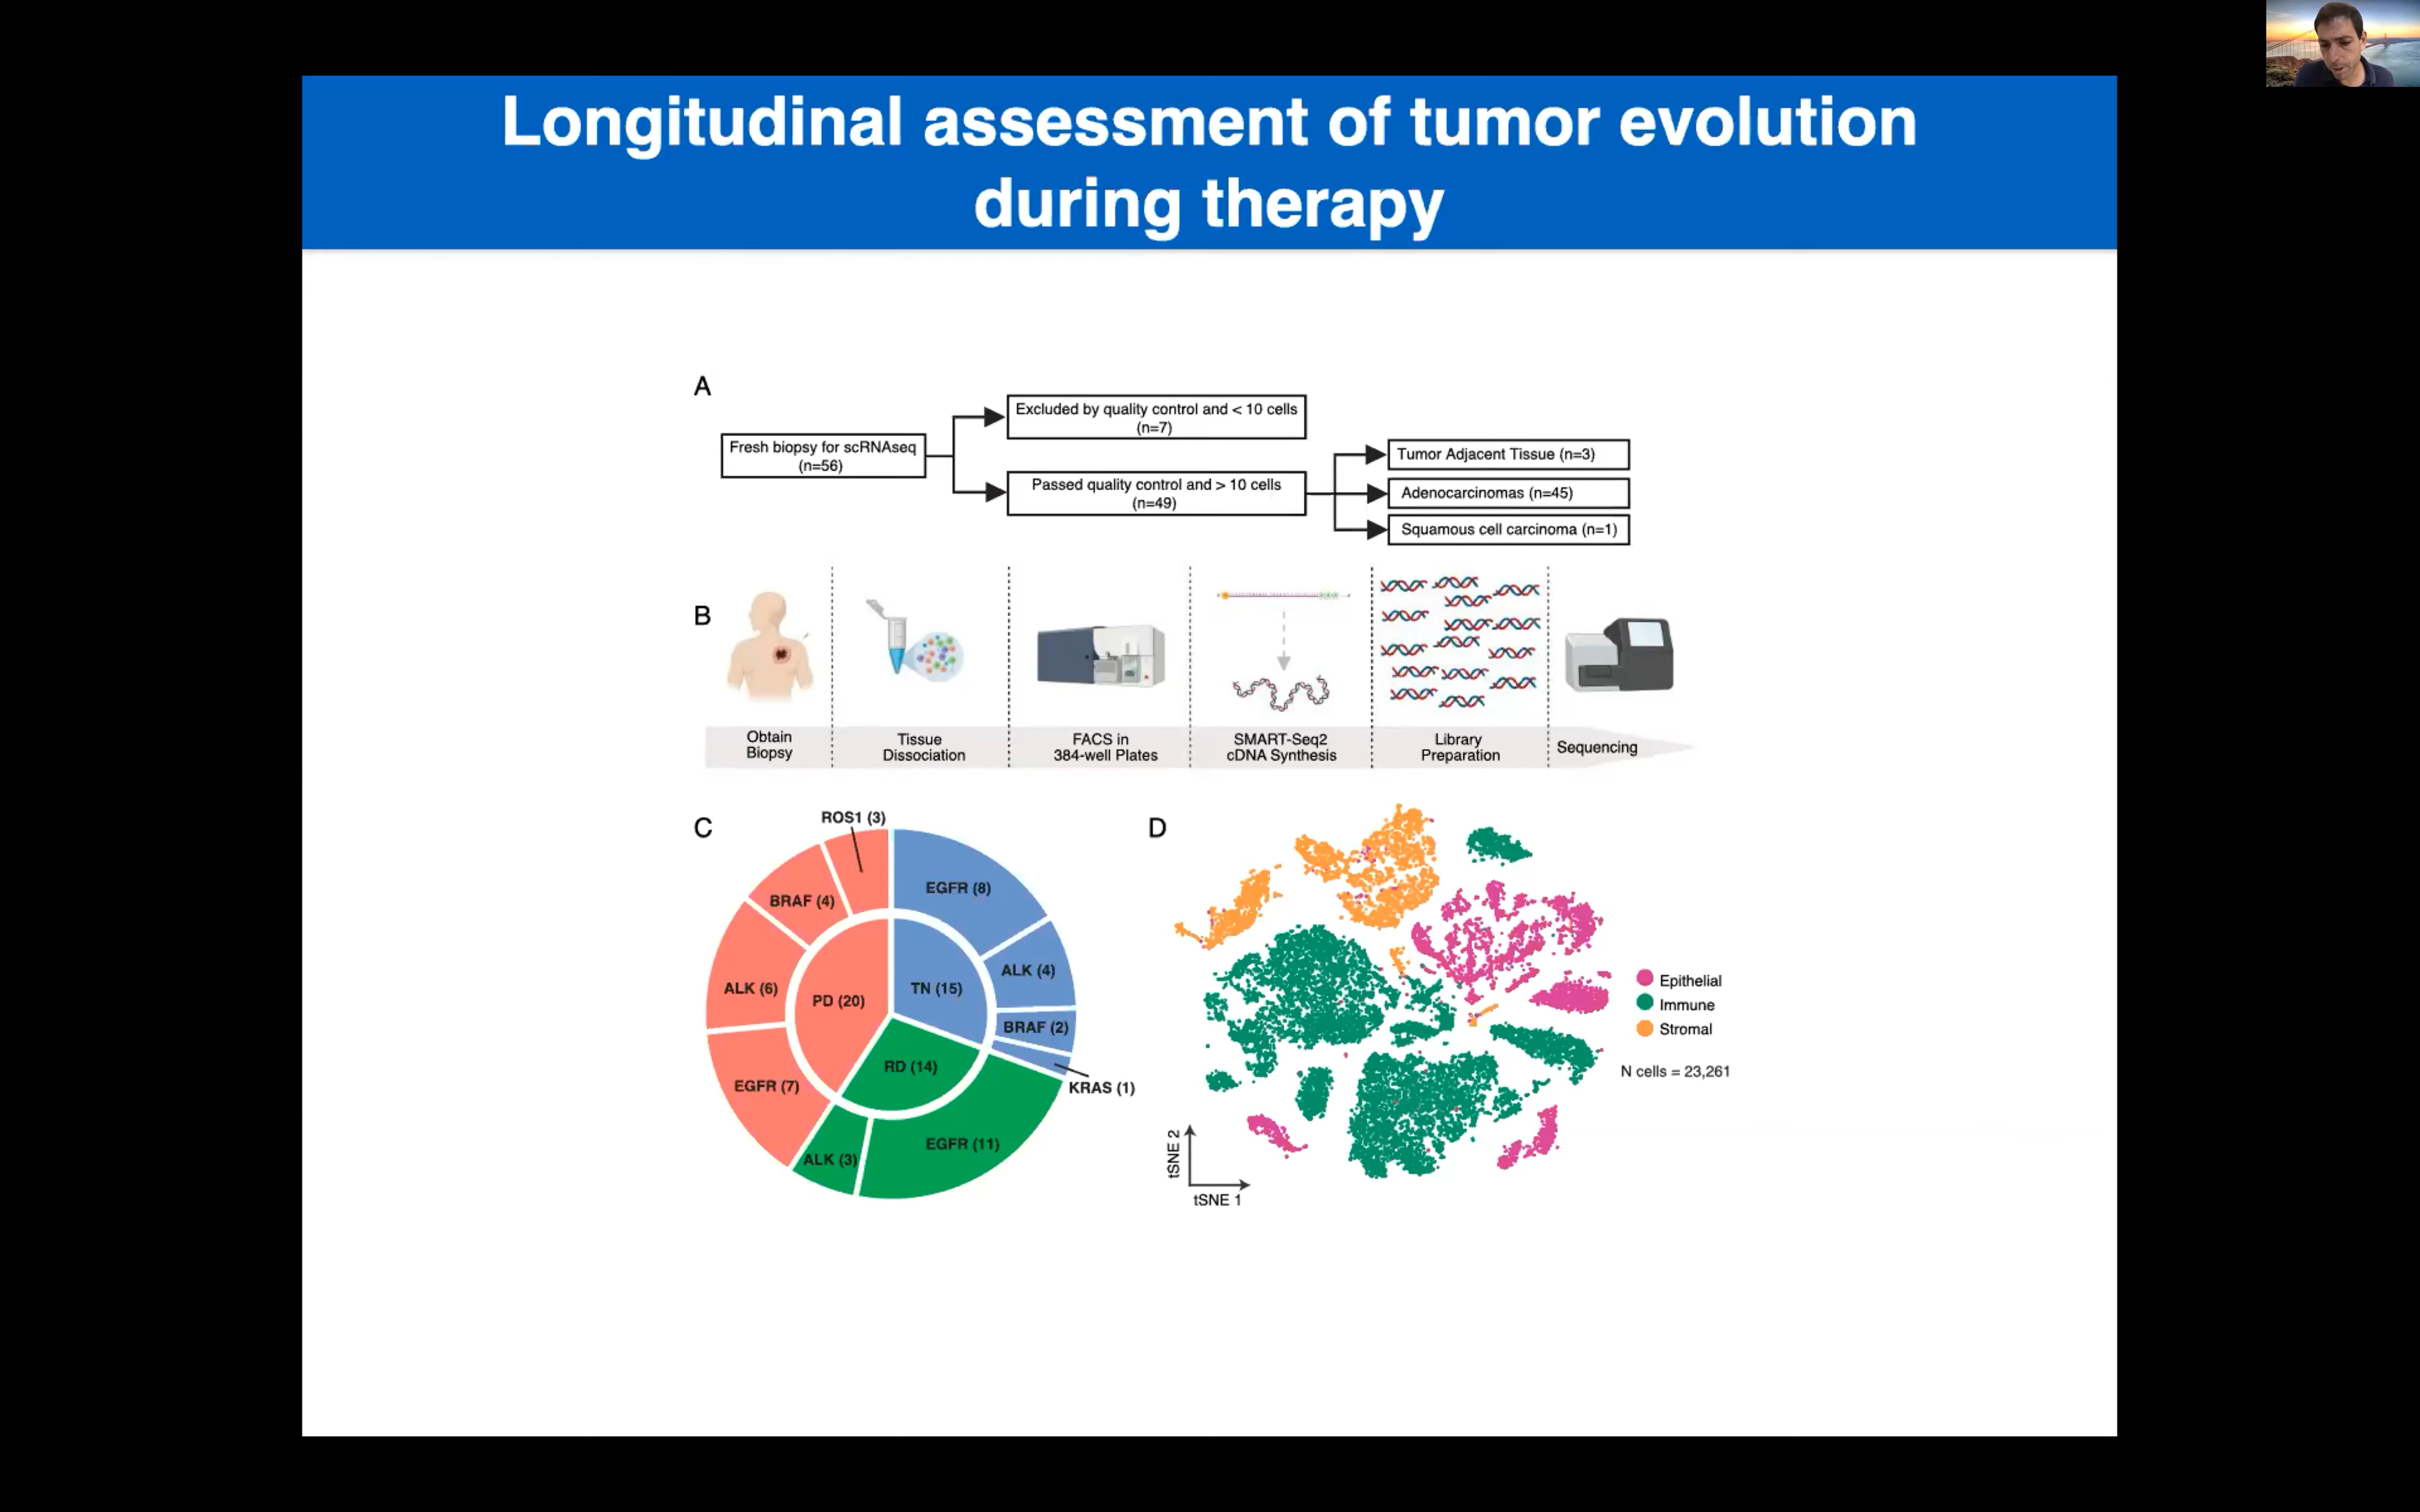 Longitudinal assessment of tumor evolution
during therapy
A
Fresh biopsy for scRNAseq
(n=56)
Excluded by quality control and < 10 cells
(n=7)
Passed quality control and > 10 cells
(n=49)
Tumor Adjacent Tissue (n=3)
Adenocarcinomas (n=45)
Squamous cell carcinoma (n=1)
B
Obtain
Biopsy
Tissue
Dissociation
FACS in
384-well Plates
SMART-Seq2
cDNA Synthesis
Library
Preparation
Sequencing
C
ROS1 (3)
EGFR (8)
BRAF (4)
ALK (4)
ALK (6)
PD (20)
TN (15)
BRAF (2)
RD (14)
KRAS (1)
EGFR (7)
EGFR (11)
ALK (3)
D
Epithelial
Immune
Stromal
N cells = 23,261
tSNE 2
tSNE 1